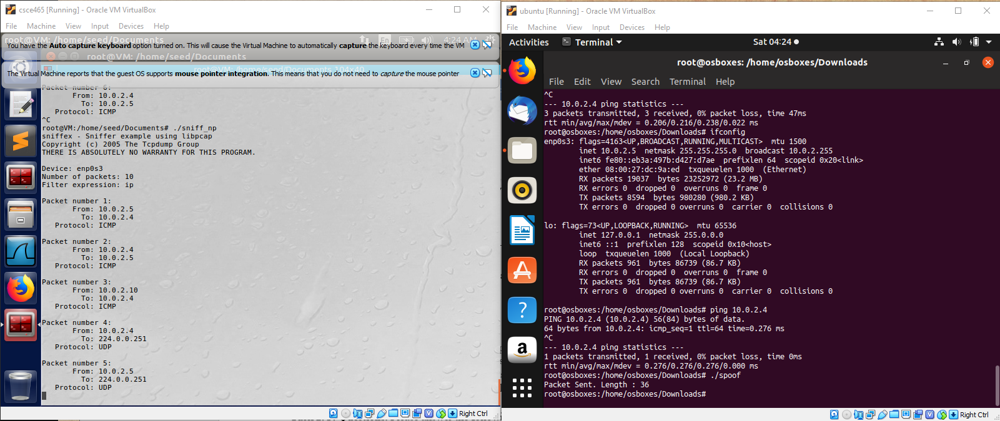 csce465 [Running] - Oracle VM VirtualBox
File Machine View Input Devices Help
root@VM: /home/seed/Documents
En
4:24 AM
You have the Auto capture keyboard option turned on. This will cause the Virtual Machine to automatically capture the keyboard every time the VM
root@VM: /home/seed/Documents
root@VM: /home/seed/Documents 104x40
The Virtual Machine reports that the guest OS supports mouse pointer integration. This means that you do not need to capture the mouse pointer
Packet number 6:
From: 10.0.2.4
To: 10.0.2.5
Protocol: ICMP
^C
root@VM:/home/seed/Documents# ./sniff_np
sniffex - Sniffer example using libpcap
Copyright (c) 2005 The Tcpdump Group
THERE IS ABSOLUTELY NO WARRANTY FOR THIS PROGRAM.
Device: enp0s3
Number of packets: 10
Filter expression: ip
Packet number 1:
From: 10.0.2.5
To: 10.0.2.4
Protocol: ICMP
Packet number 2:
From: 10.0.2.4
To: 10.0.2.5
Protocol: ICMP
Packet number 3:
From: 10.0.2.10
To: 10.0.2.4
Protocol: ICMP
Packet number 4:
From: 10.0.2.4
To: 224.0.0.251
Protocol: UDP
Packet number 5:
From: 10.0.2.5
To: 224.0.0.251
Protocol: UDP
Right Ctrl
ubuntu [Running] - Oracle VM VirtualBox
File Machine View Input Devices Help
Activities Terminal Sat 04:24
root@osboxes: /home/osboxes/Downloads
File Edit View Search Terminal Help
^C
--- 10.0.2.4 ping statistics ---
3 packets transmitted, 3 received, 0% packet loss, time 47ms
rtt min/avg/max/mdev = 0.206/0.216/0.238/0.022 ms
root@osboxes:/home/osboxes/Downloads# ifconfig
enp0s3: flags=4163<UP,BROADCAST,RUNNING,MULTICAST> mtu 1500
inet 10.0.2.5 netmask 255.255.255.0 broadcast 10.0.2.255
inet6 fe80::eb3a:497b:d427:d7ae prefixlen 64 scopeid 0x20<link>
ether 08:00:27:dc:9a:ed txqueuelen 1000 (Ethernet)
RX packets 19037 bytes 23252972 (23.2 MB)
RX errors 0 dropped 0 overruns 0 frame 0
TX packets 8594 bytes 980280 (980.2 KB)
TX errors 0 dropped 0 overruns 0 carrier 0 collisions 0
lo: flags=73<UP,LOOPBACK,RUNNING> mtu 65536
inet 127.0.0.1 netmask 255.0.0.0
inet6 ::1 prefixlen 128 scopeid 0x10<host>
loop txqueuelen 1000 (Local Loopback)
RX packets 961 bytes 86739 (86.7 KB)
RX errors 0 dropped 0 overruns 0 frame 0
TX packets 961 bytes 86739 (86.7 KB)
TX errors 0 dropped 0 overruns 0 carrier 0 collisions 0
root@osboxes:/home/osboxes/Downloads# ping 10.0.2.4
PING 10.0.2.4 (10.0.2.4) 56(84) bytes of data.
64 bytes from 10.0.2.4: icmp_seq=1 ttl=64 time=0.276 ms
^C
--- 10.0.2.4 ping statistics ---
1 packets transmitted, 1 received, 0% packet loss, time 0ms
rtt min/avg/max/mdev = 0.276/0.276/0.276/0.000 ms
root@osboxes:/home/osboxes/Downloads# ./spoof
Packet Sent. Length : 36
root@osboxes:/home/osboxes/Downloads#
Right Ctrl